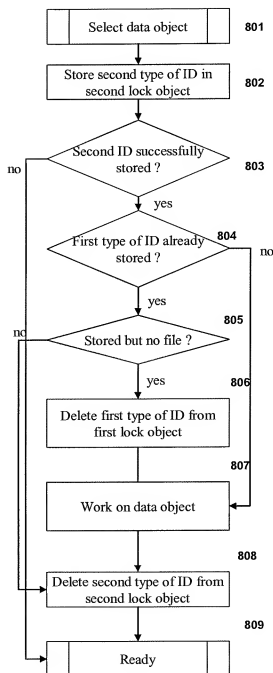 Select data object
801
Store second type of ID in
second lock object
802
Second ID successfully
stored ?
803
no
yes
804
First type of ID already
stored ?
no
yes
805
Stored but no file ?
no
yes
806
Delete first type of ID from
first lock object
807
Work on data object
808
Delete second type of ID from
second lock object
809
Ready